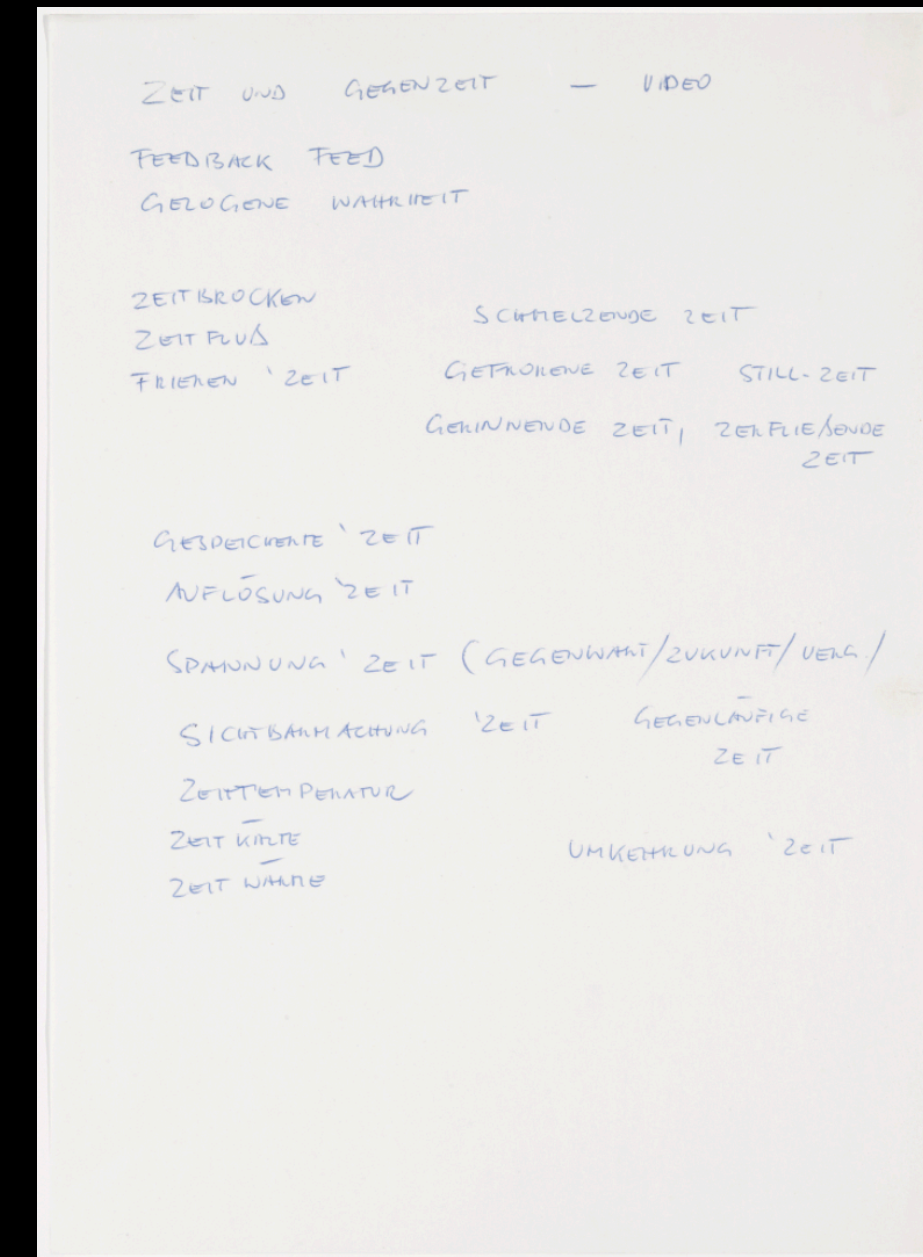 ZEIT UND GEGENZEIT — VIDEO
FEEDBACK FEED
GELOGENE WAHRHEIT
ZEITBROCKEN
SCHMELZENDE ZEIT
ZEITFLUß
FRIEREN 'ZEIT GEFRORENE ZEIT STILL-ZEIT
GERINNENDE ZEIT, ZERFLIEßENDE
ZEIT
GESPEICHERTE 'ZEIT
AUFLÖSUNG 'ZEIT
SPANNUNG 'ZEIT (GEGENWART/ZUKUNFT/VERG./
SICHTBARMACHUNG 'ZEIT GEGENLÄUFIGE
ZEIT
ZEITTEMPERATUR
ZEIT KÄLTE
UMKEHRUNG 'ZEIT
ZEIT WÄRME